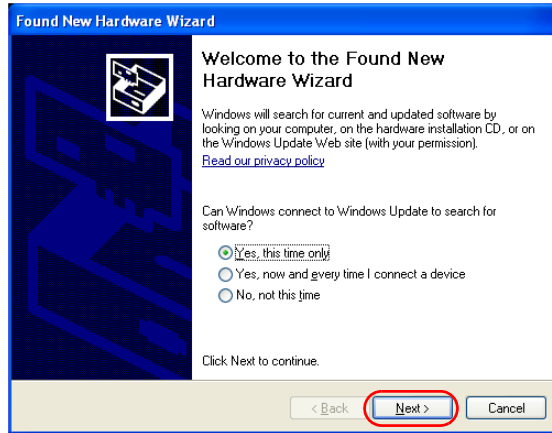 Found New Hardware Wizard
Welcome to the Found New
Hardware Wizard
Windows will search for current and updated software by
looking on your computer, on the hardware installation CD, or on
the Windows Update Web site (with your permission).
Read our privacy policy
Can Windows connect to Windows Update to search for
software?
Yes, this time only
Yes, now and every time I connect a device
No, not this time
Click Next to continue.
< Back
Next >
Cancel